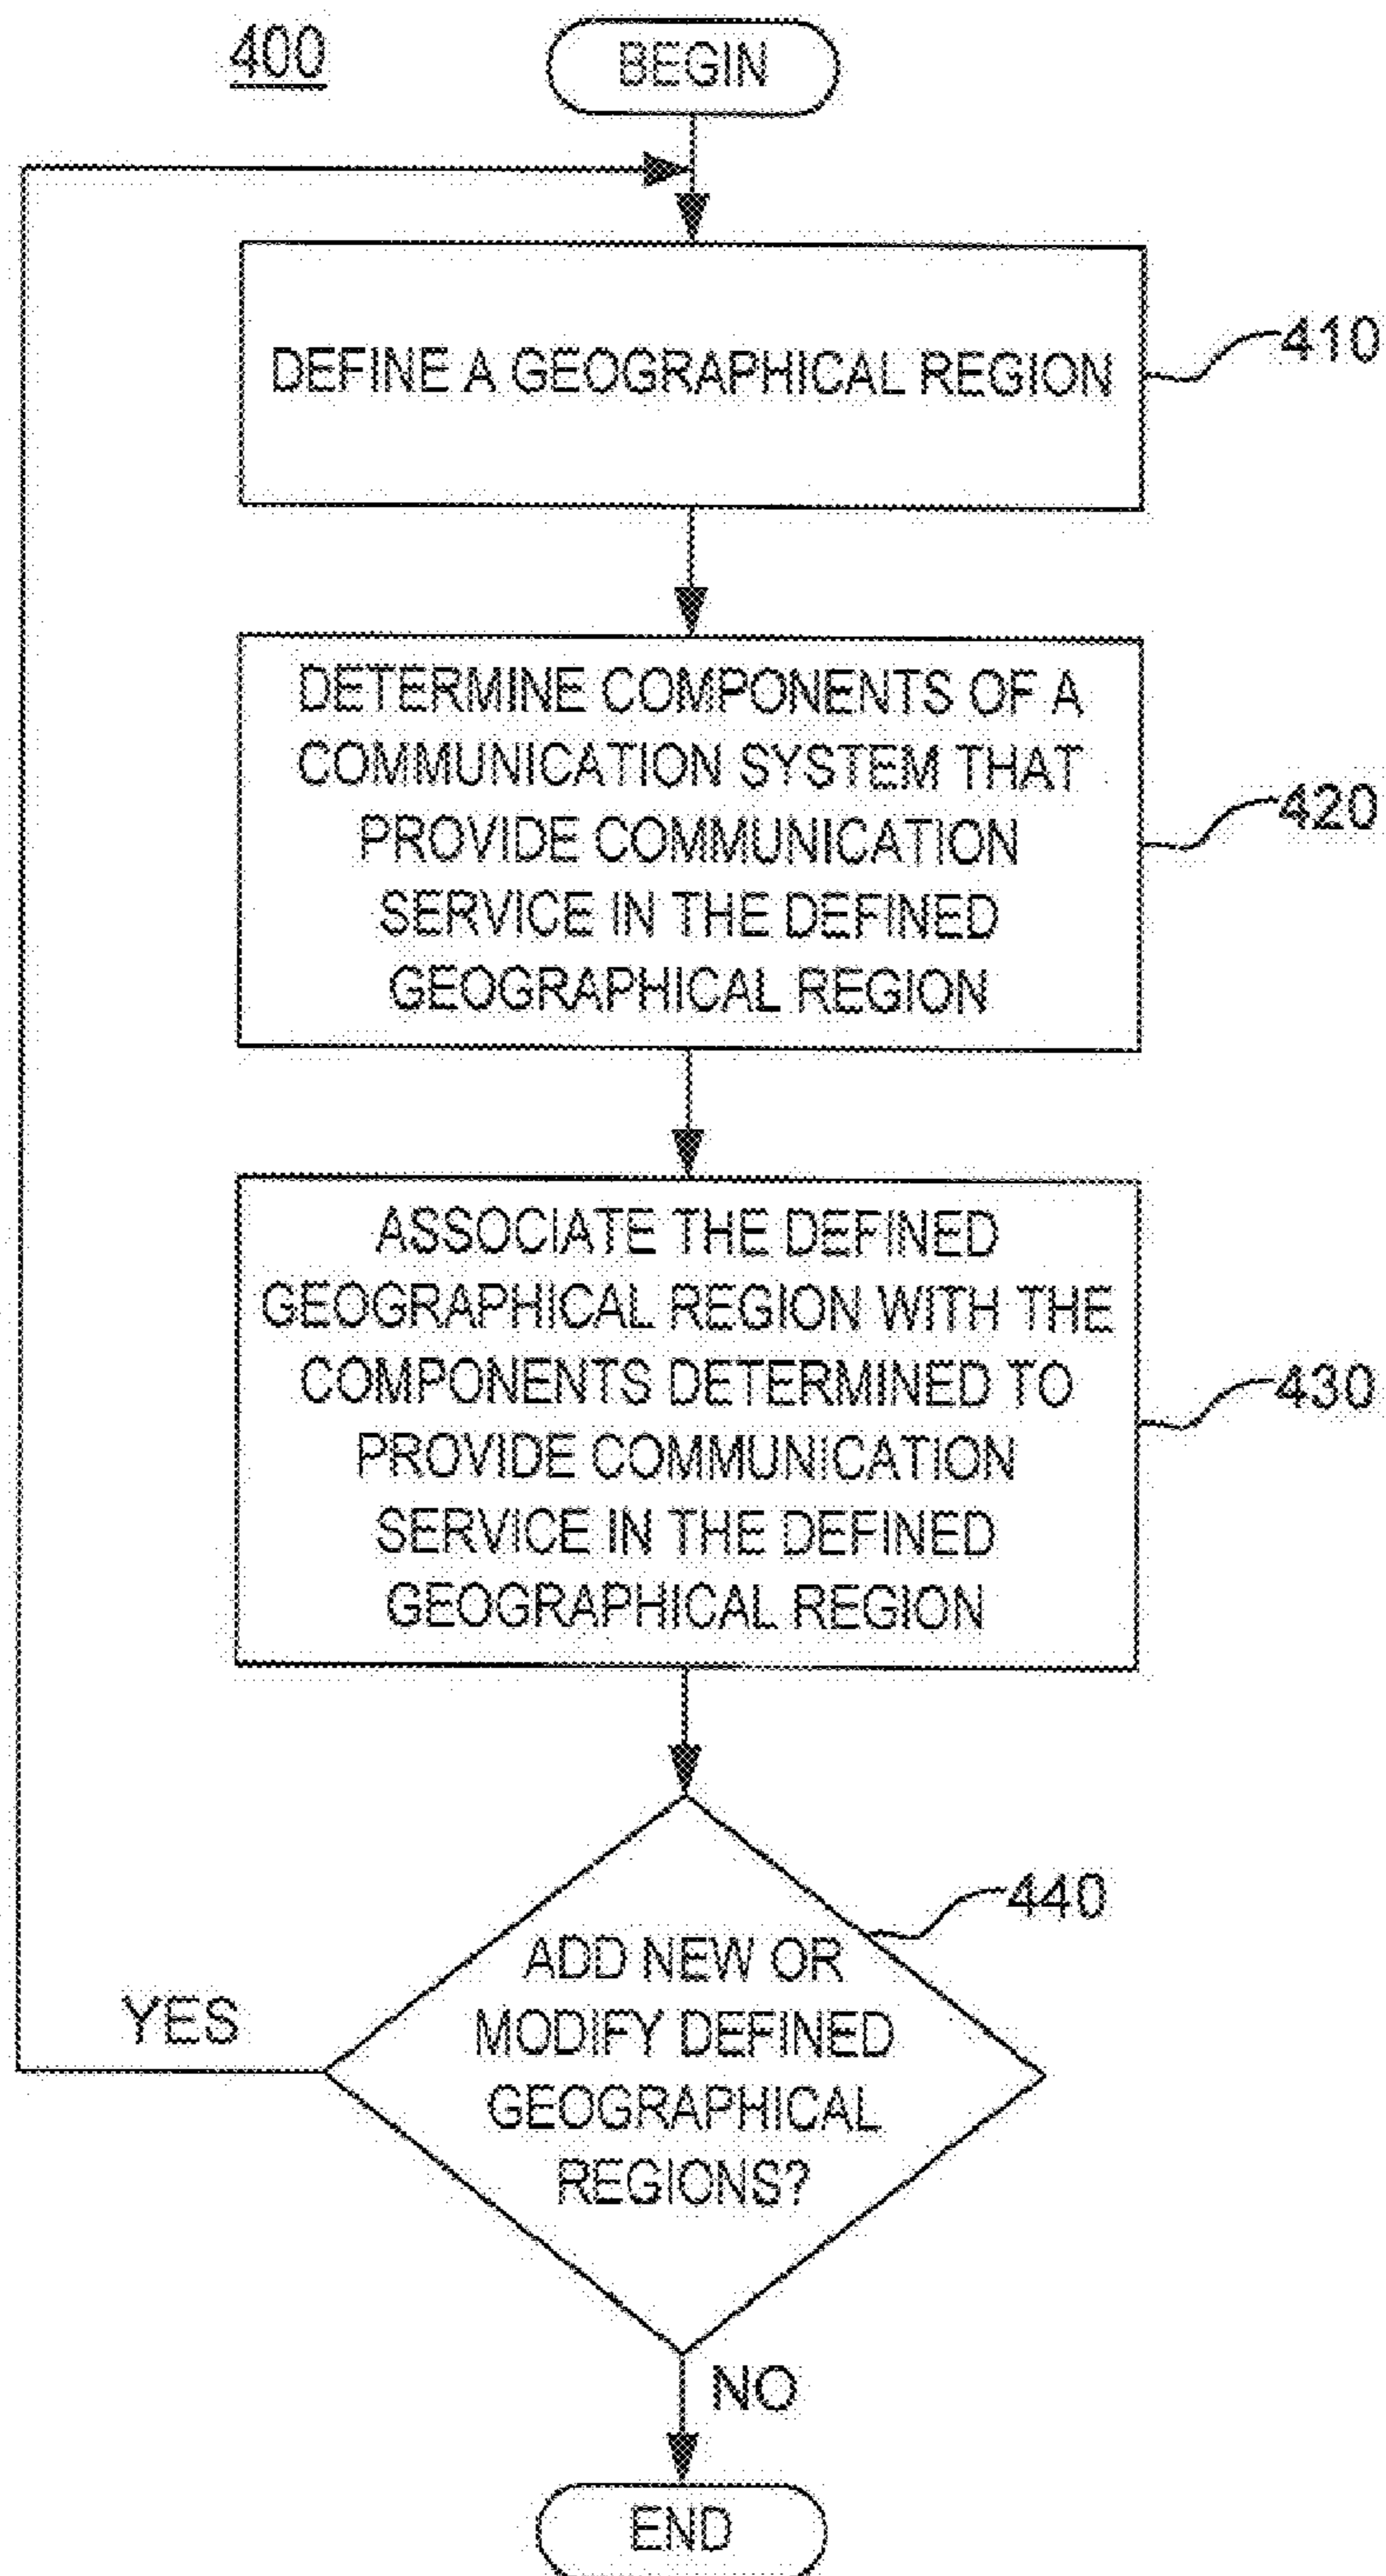 400
BEGIN
DEFINE A GEOGRAPHICAL REGION
410
DETERMINE COMPONENTS OF A
COMMUNICATION SYSTEM THAT
PROVIDE COMMUNICATION
SERVICE IN THE DEFINED
GEOGRAPHICAL REGION
420
ASSOCIATE THE DEFINED
GEOGRAPHICAL REGION WITH THE
COMPONENTS DETERMINED TO
PROVIDE COMMUNICATION
SERVICE IN THE DEFINED
GEOGRAPHICAL REGION
430
440
ADD NEW OR
MODIFY DEFINED
GEOGRAPHICAL
REGIONS?
YES
NO
END